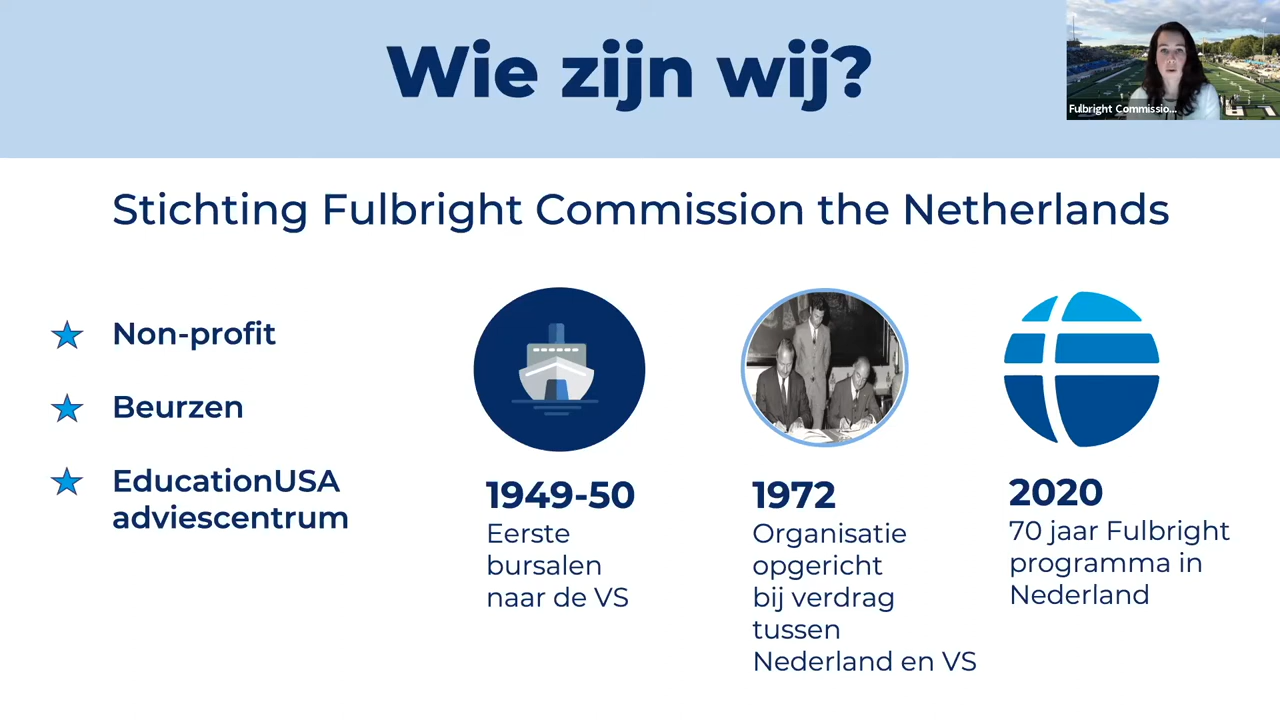 Wie zijn wij?
Fulbright Commissio...
Stichting Fulbright Commission the Netherlands
Non-profit
Beurzen
EducationUSA
adviescentrum
1949-50
Eerste
bursalen
naar de VS
1972
Organisatie
opgericht
bij verdrag
tussen
Nederland en VS
2020
70 jaar Fulbright
programma in
Nederland